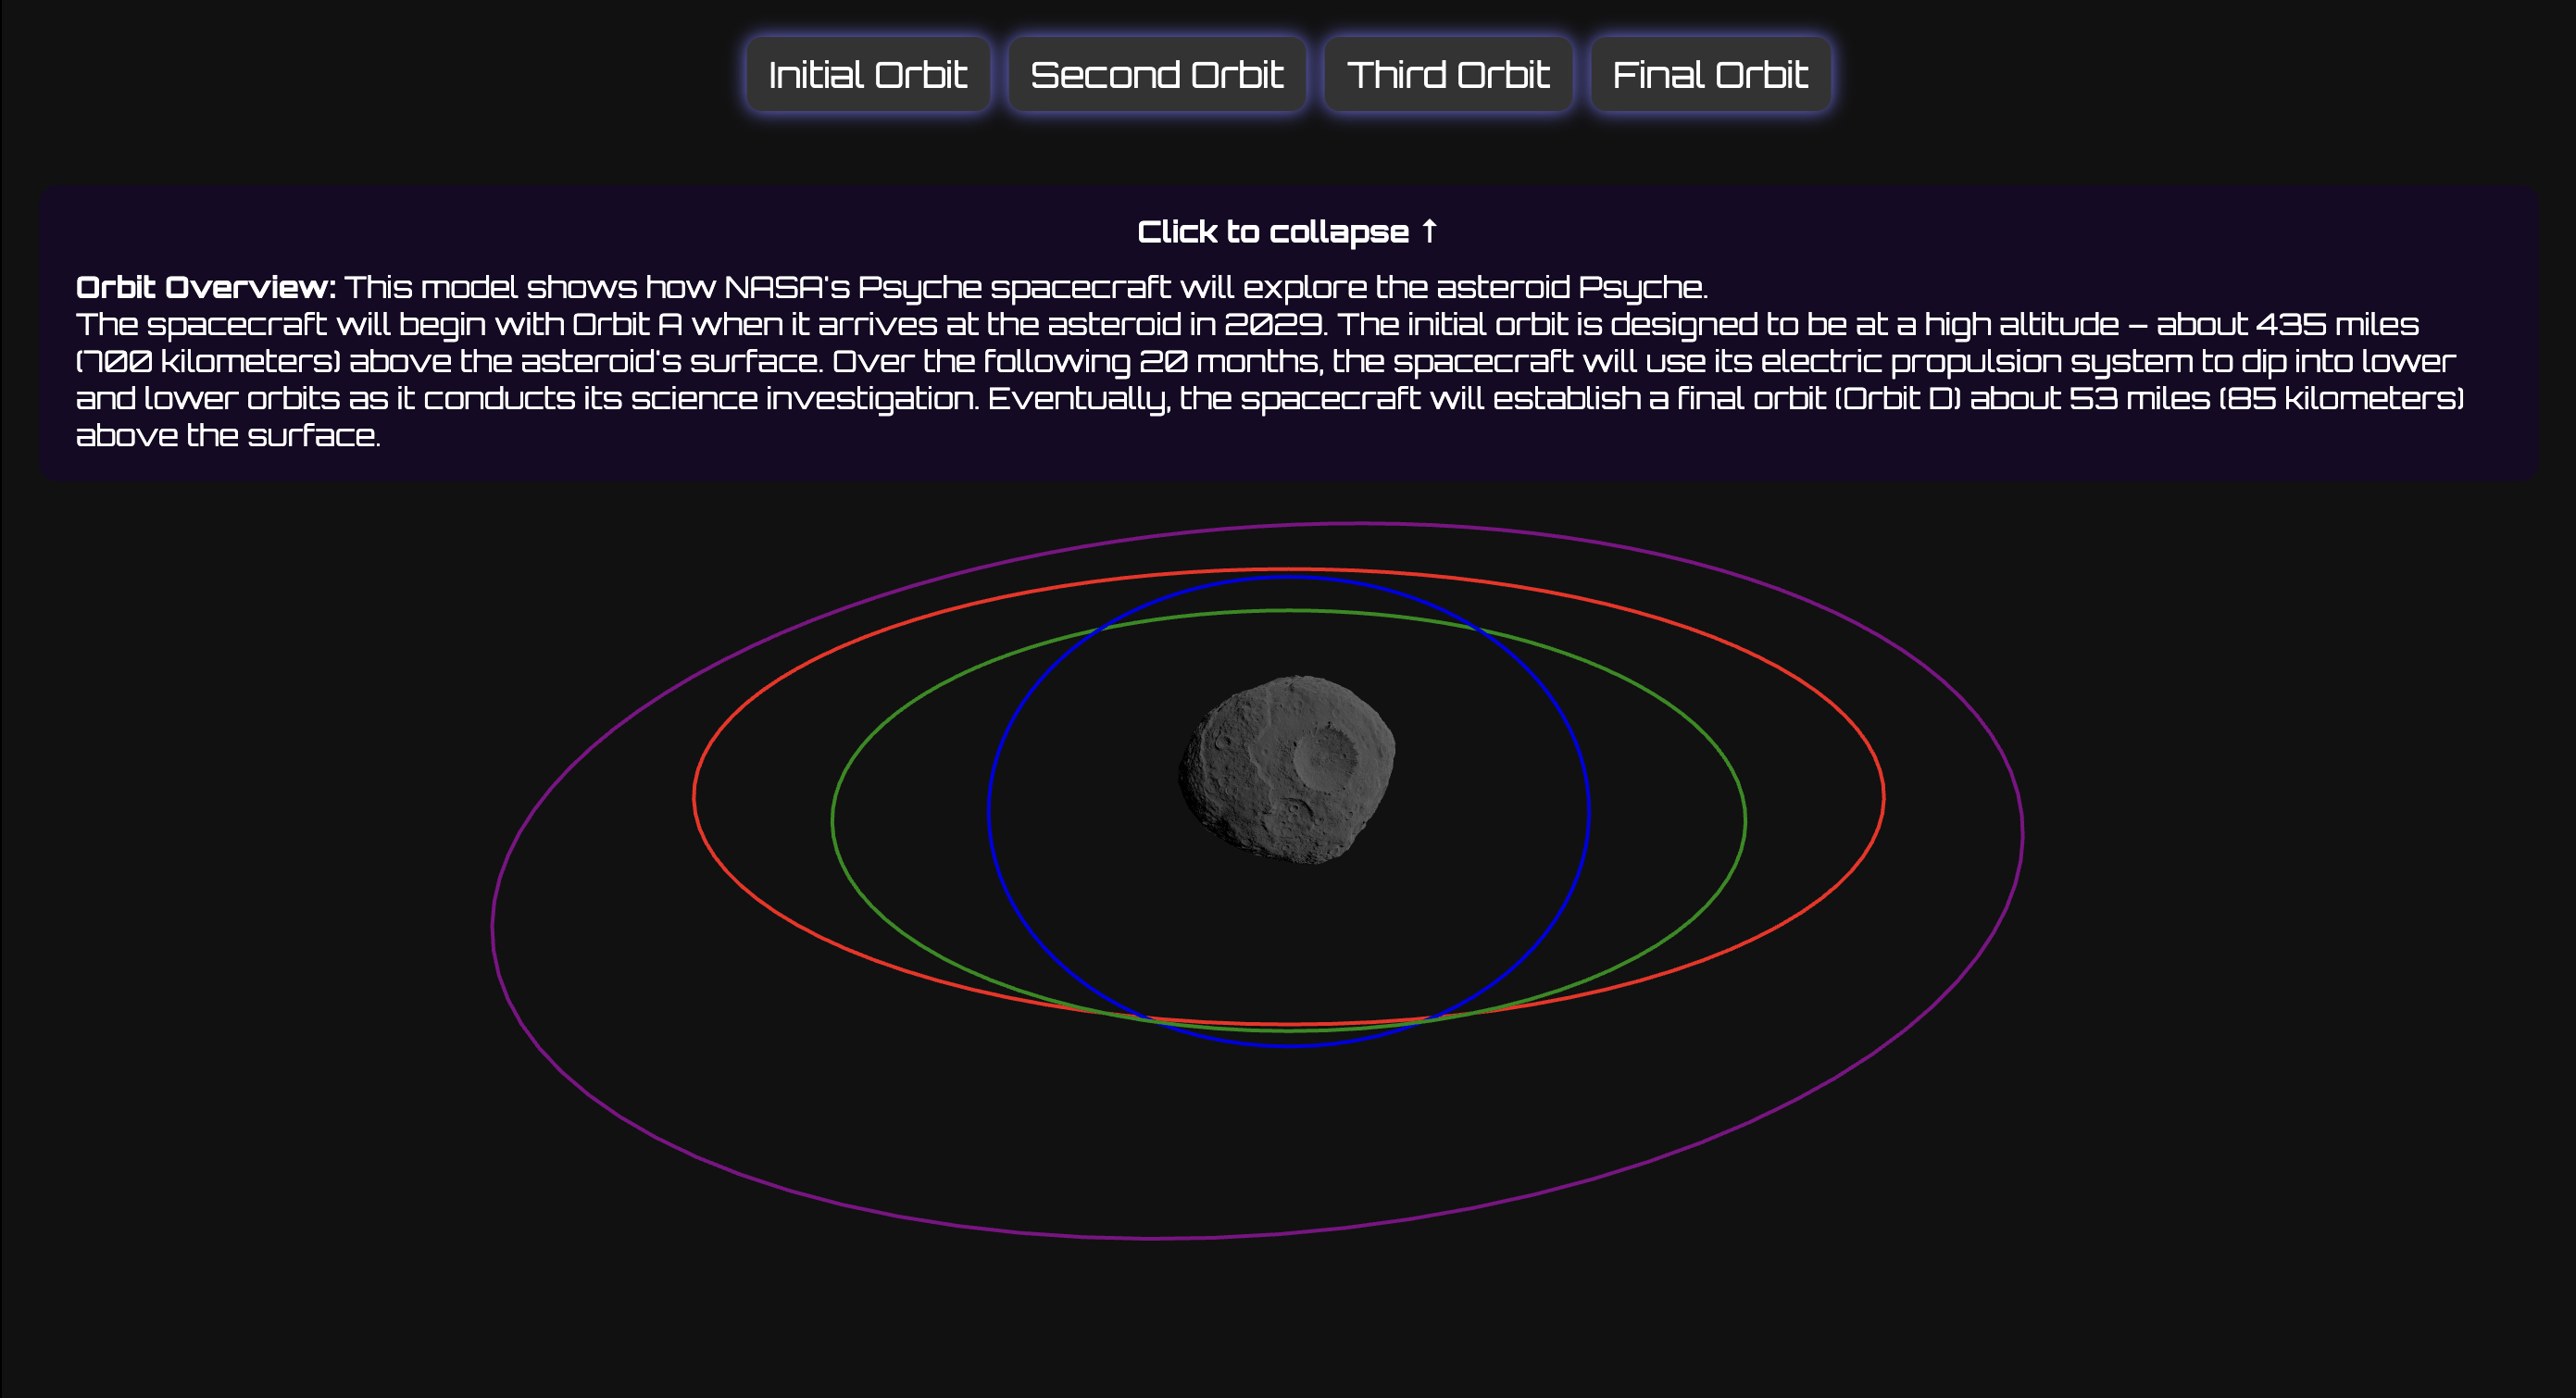 Initial Orbit Second Orbit Third Orbit Final Orbit
Click to collapse ↑
Orbit Overview: This model shows how NASA's Psyche spacecraft will explore the asteroid Psyche.
The spacecraft will begin with Orbit A when it arrives at the asteroid in 2029. The initial orbit is designed to be at a high altitude – about 435 miles
(700 kilometers) above the asteroid's surface. Over the following 20 months, the spacecraft will use its electric propulsion system to dip into lower
and lower orbits as it conducts its science investigation. Eventually, the spacecraft will establish a final orbit (Orbit D) about 53 miles (85 kilometers)
above the surface.